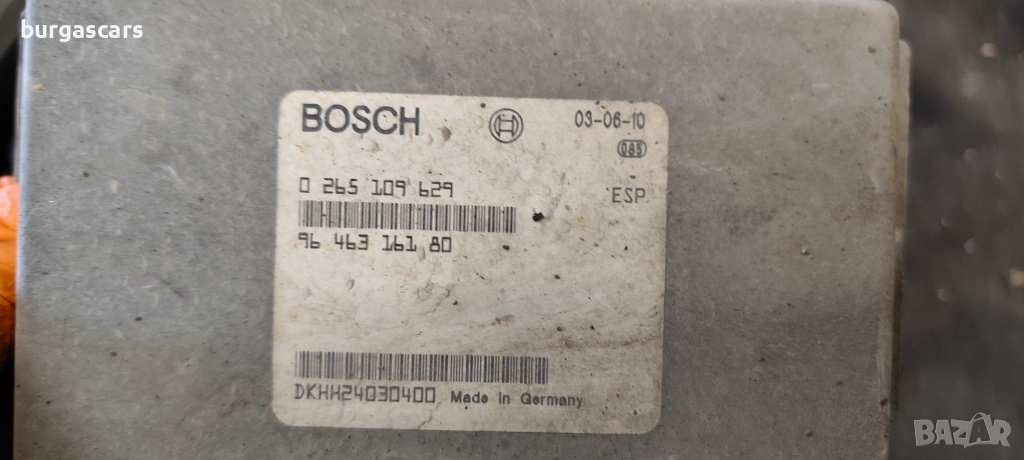 burgascars
BOSCH 03-06-10
085
0 265 109 629 ESP
96 463 161 80
DKHH24030400 Made in Germany
BAZAR